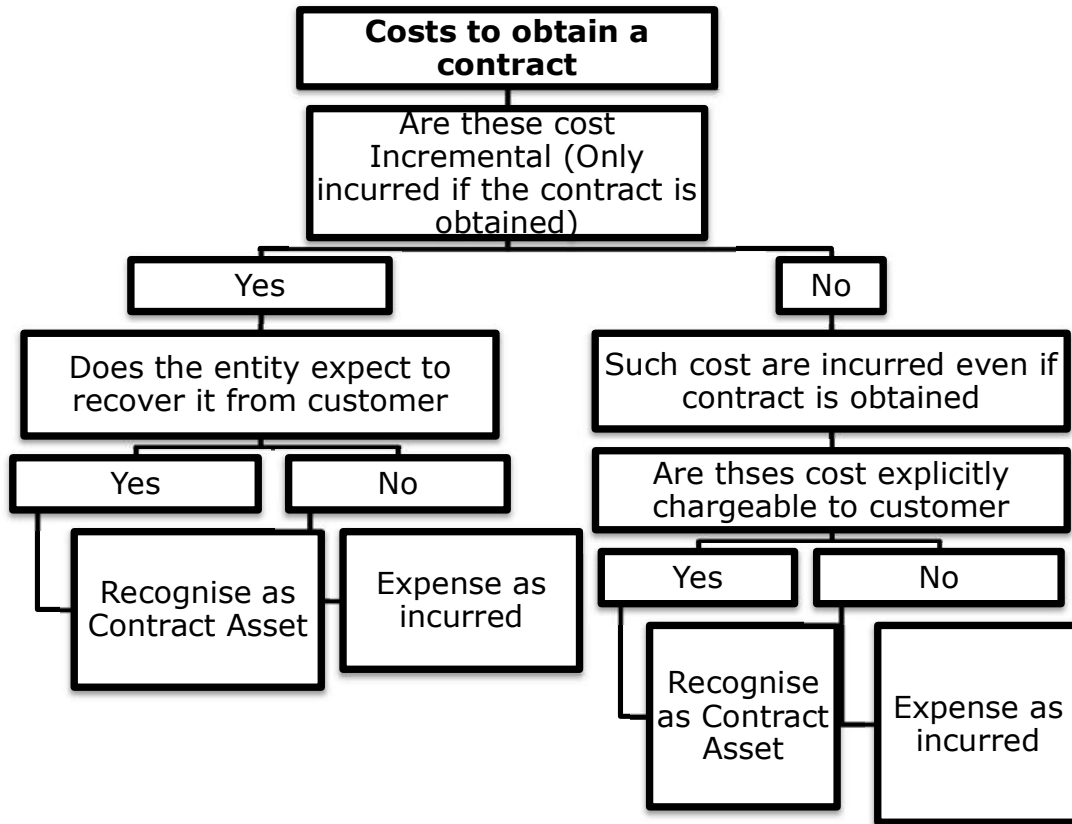 Costs to obtain a
contract
Are these cost
Incremental (Only
incurred if the contract is
obtained)
Yes
No
Does the entity expect to
recover it from customer
Such cost are incurred even if
contract is obtained
Yes
No
Are thses cost explicitly
chargeable to customer
Recognise as
Contract Asset
Expense as
incurred
Yes
No
Recognise
as Contract
Asset
Expense as
incurred